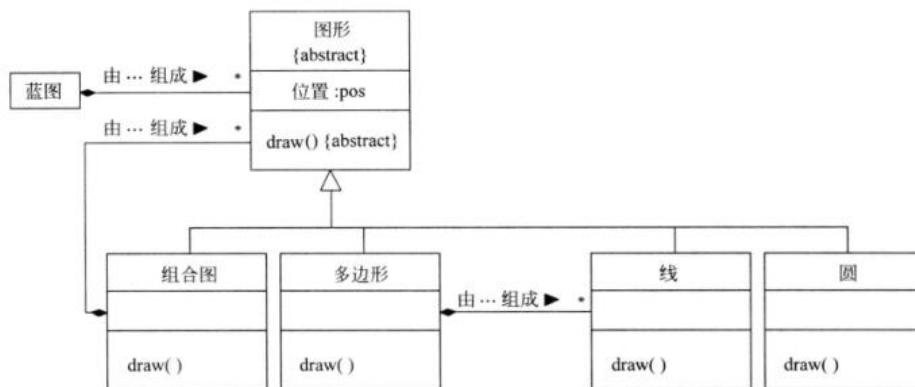 图形
{abstract}
由 … 组成 ▶ *
蓝图
位置 :pos
由 … 组成 ▶ *
draw() {abstract}
组合图
多边形
线
圆
由 … 组成 ▶ *
draw( )
draw( )
draw( )
draw( )